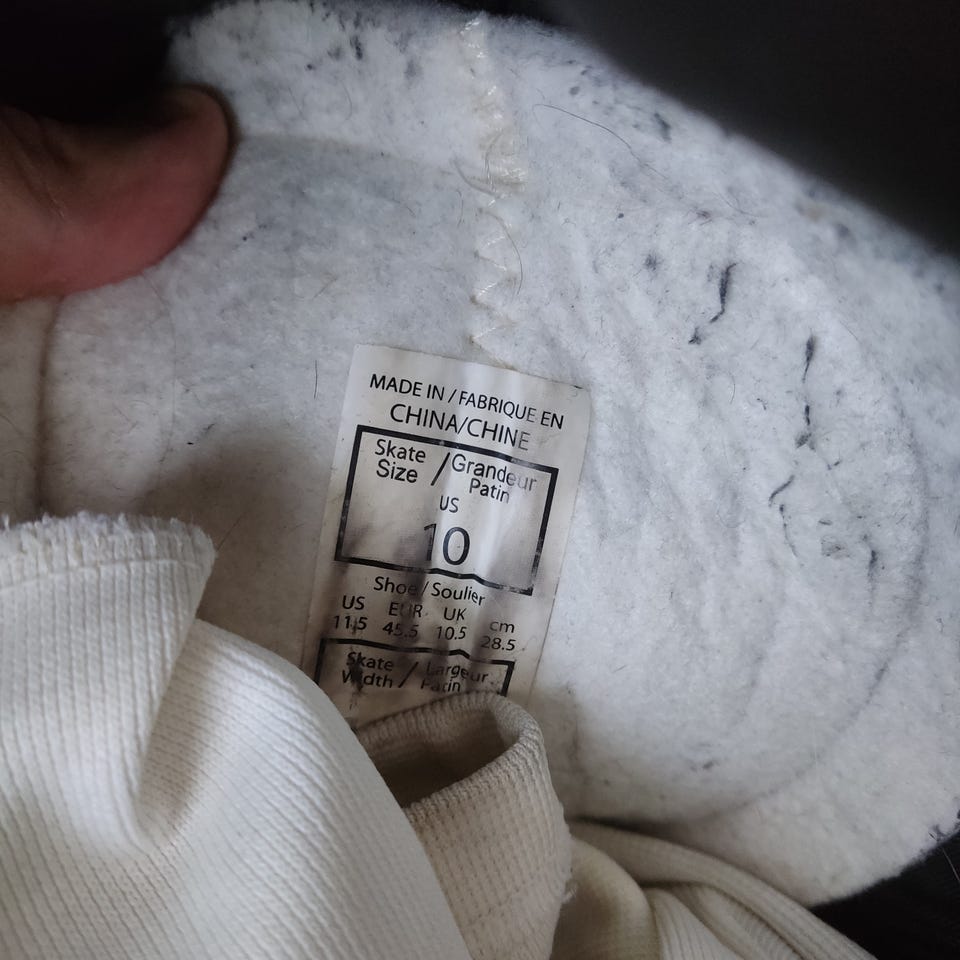 MADE IN / FABRIQUE EN
CHINA/CHINE
Skate Size / Grandeur Patin
US
10
Shoe / Soulier
US EUR UK cm
11.5 45.5 10.5 28.5
Skate Width / Largeur Patin